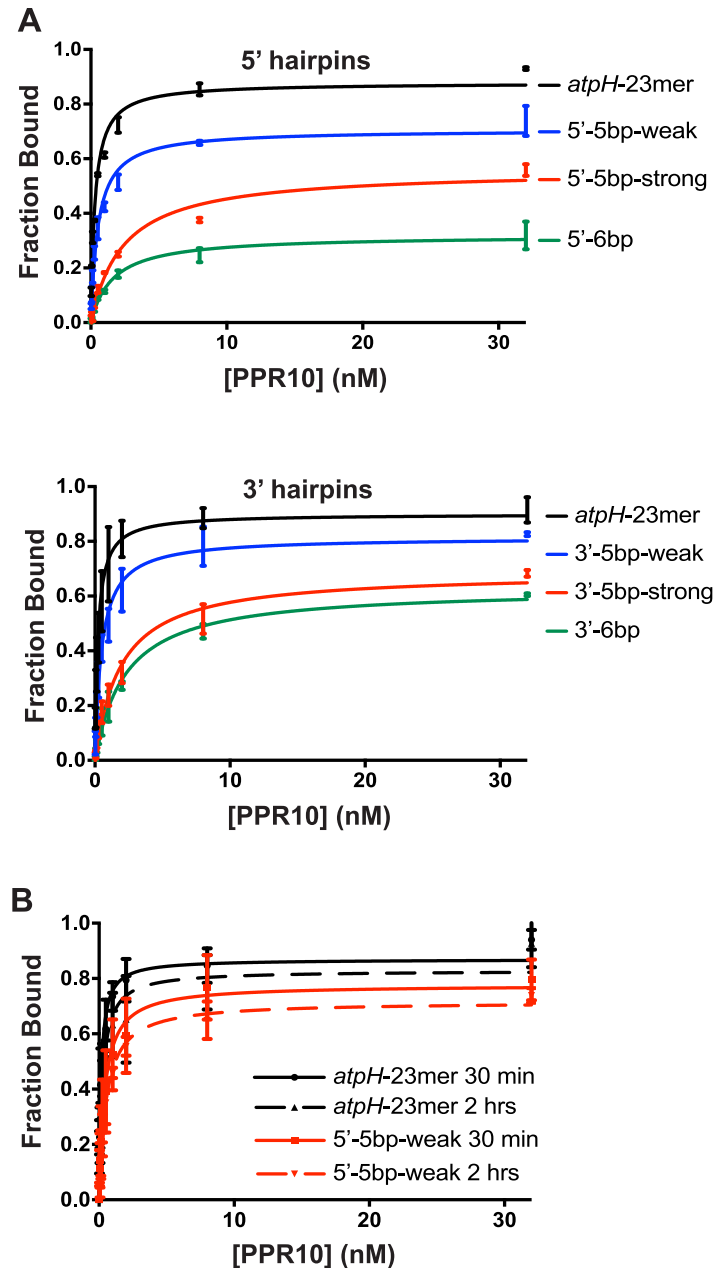 A
5' hairpins
Fraction Bound
1.0
0.8
0.6
0.4
0.2
0.0
0
10
20
30
[PPR10] (nM)
atpH-23mer
5'-5bp-weak
5'-5bp-strong
5'-6bp
3' hairpins
Fraction Bound
1.0
0.8
0.6
0.4
0.2
0.0
0
10
20
30
[PPR10] (nM)
atpH-23mer
3'-5bp-weak
3'-5bp-strong
3'-6bp
B
Fraction Bound
1.0
0.8
0.6
0.4
0.2
0.0
0
10
20
30
[PPR10] (nM)
atpH-23mer 30 min
atpH-23mer 2 hrs
5'-5bp-weak 30 min
5'-5bp-weak 2 hrs